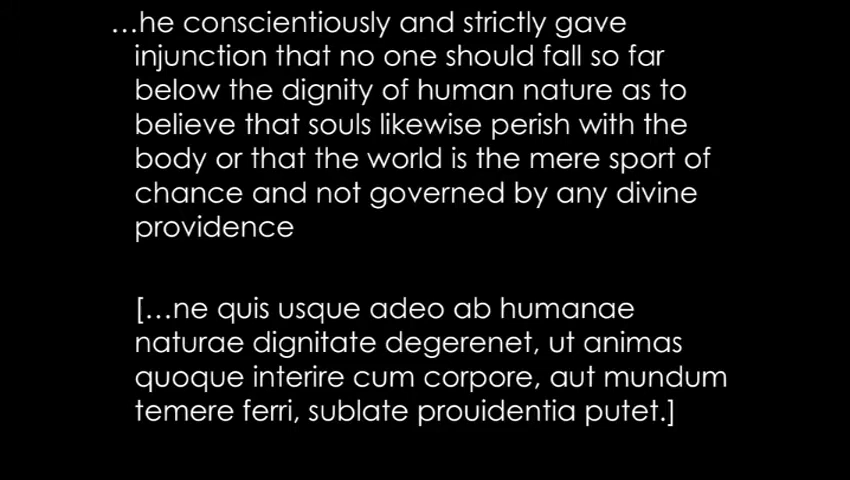 ...he conscientiously and strictly gave
injunction that no one should fall so far
below the dignity of human nature as to
believe that souls likewise perish with the
body or that the world is the mere sport of
chance and not governed by any divine
providence
[...ne quis usque adeo ab humanae
naturae dignitate degerenet, ut animas
quoque interire cum corpore, aut mundum
temere ferri, sublate prouidentia putet.]